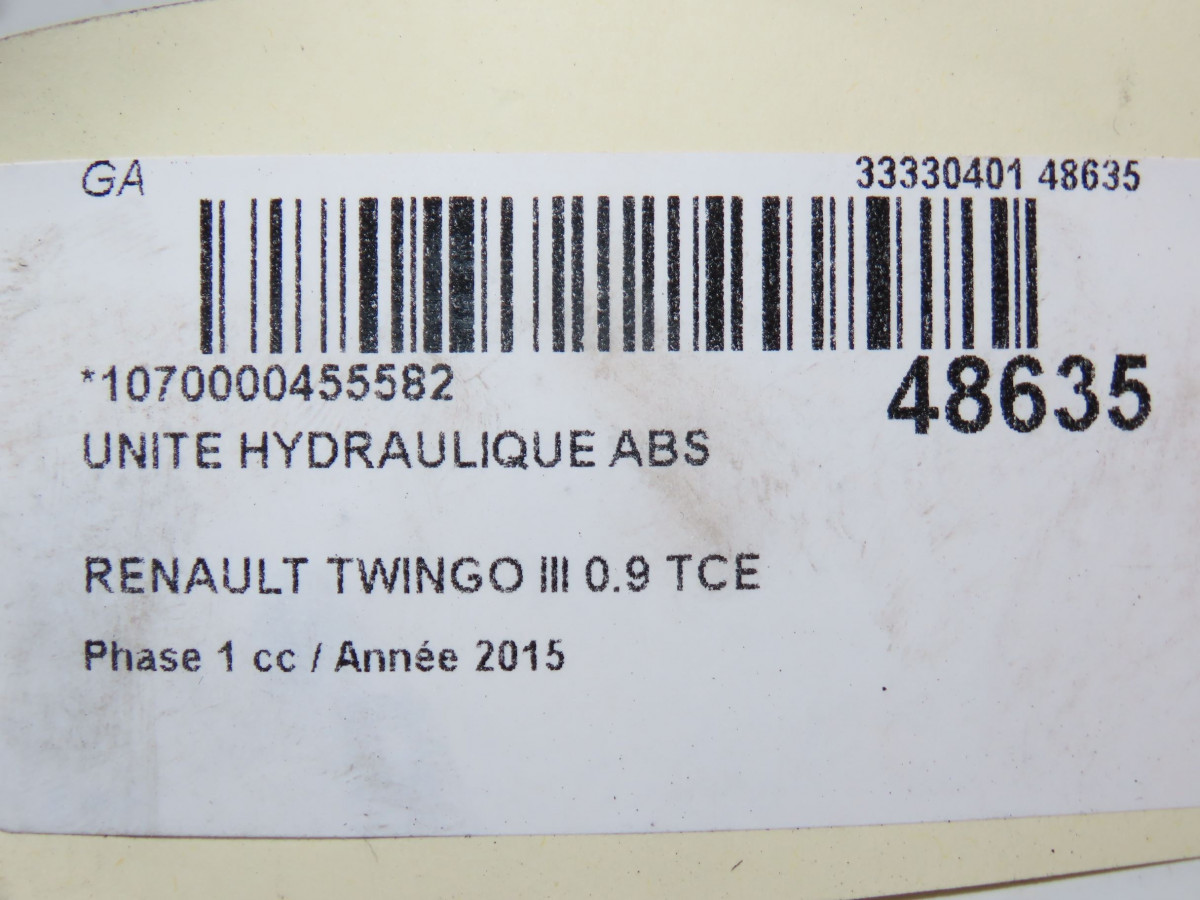 GA
33330401 48635
*1070000455582
48635
UNITE HYDRAULIQUE ABS
RENAULT TWINGO III 0.9 TCE
Phase 1 cc / Année 2015